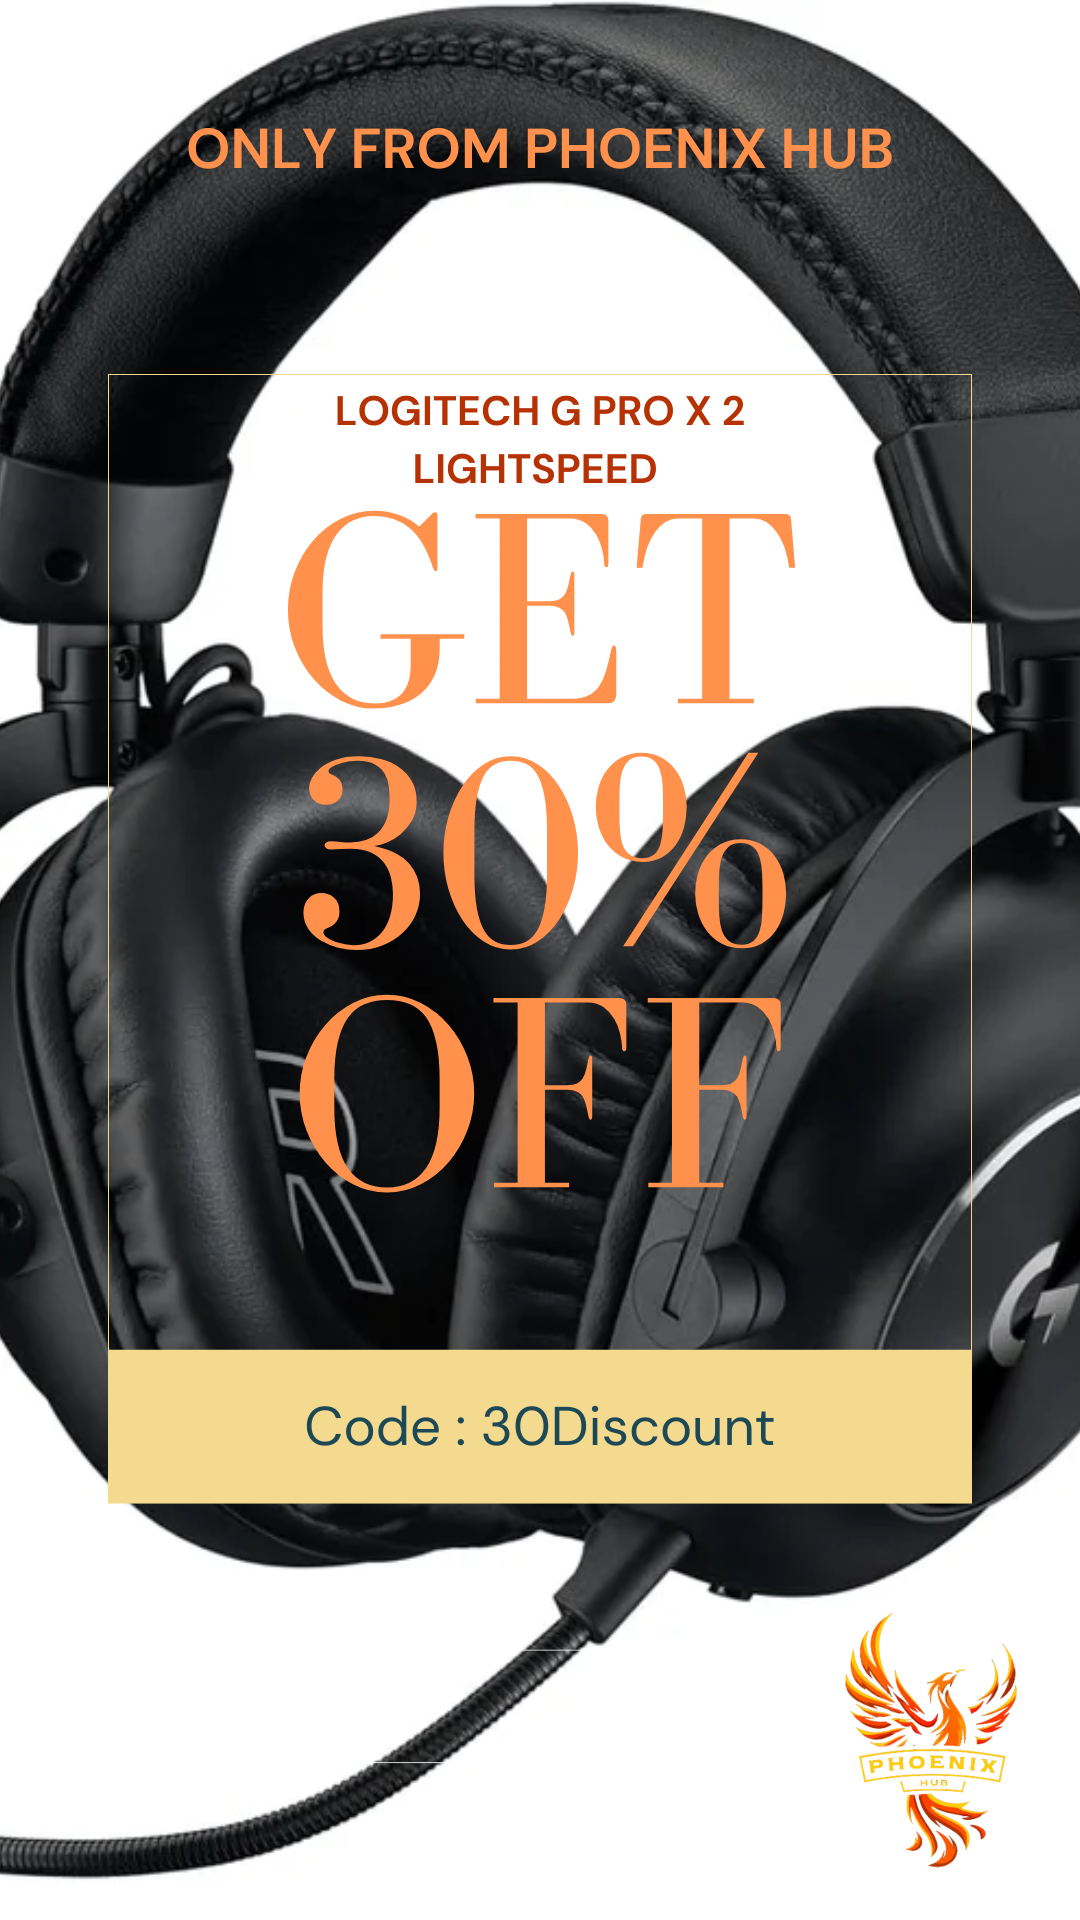 ONLY FROM PHOENIX HUB
LOGITECH G PRO X 2
LIGHTSPEED
GET
30%
OFF
R
G
Code : 30Discount
PHOENIX
HUB